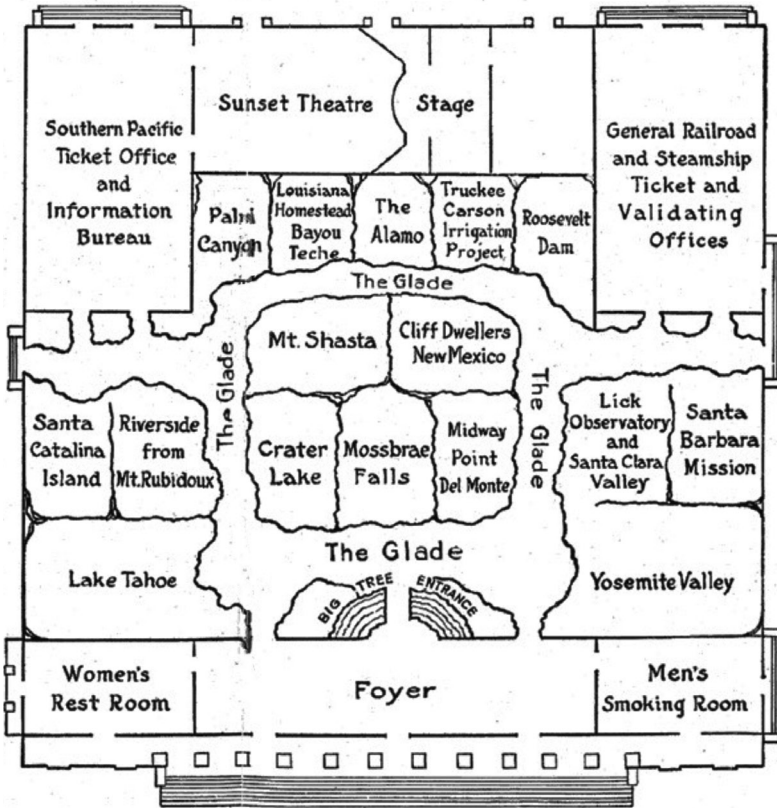 Sunset Theatre
Stage
Southern Pacific
Ticket Office
and
Information
Bureau
General Railroad
and Steamship
Ticket and
Validating
Offices
Palm
Canyon
Louisiana
Homestead
Bayou
Teche
The
Alamo
Truckee
Carson
Irrigation
Project
Roosevelt
Dam
The Glade
Mt. Shasta
Cliff Dwellers
New Mexico
The Glade
The Glade
Santa
Catalina
Island
Riverside
from
Mt. Rubidoux
Crater
Lake
Mossbrae
Falls
Midway
Point
Del Monte
Lick
Observatory
and
Santa Clara
Valley
Santa
Barbara
Mission
The Glade
Lake Tahoe
BIG TREE ENTRANCE
Yosemite Valley
Women's
Rest Room
Foyer
Men's
Smoking Room